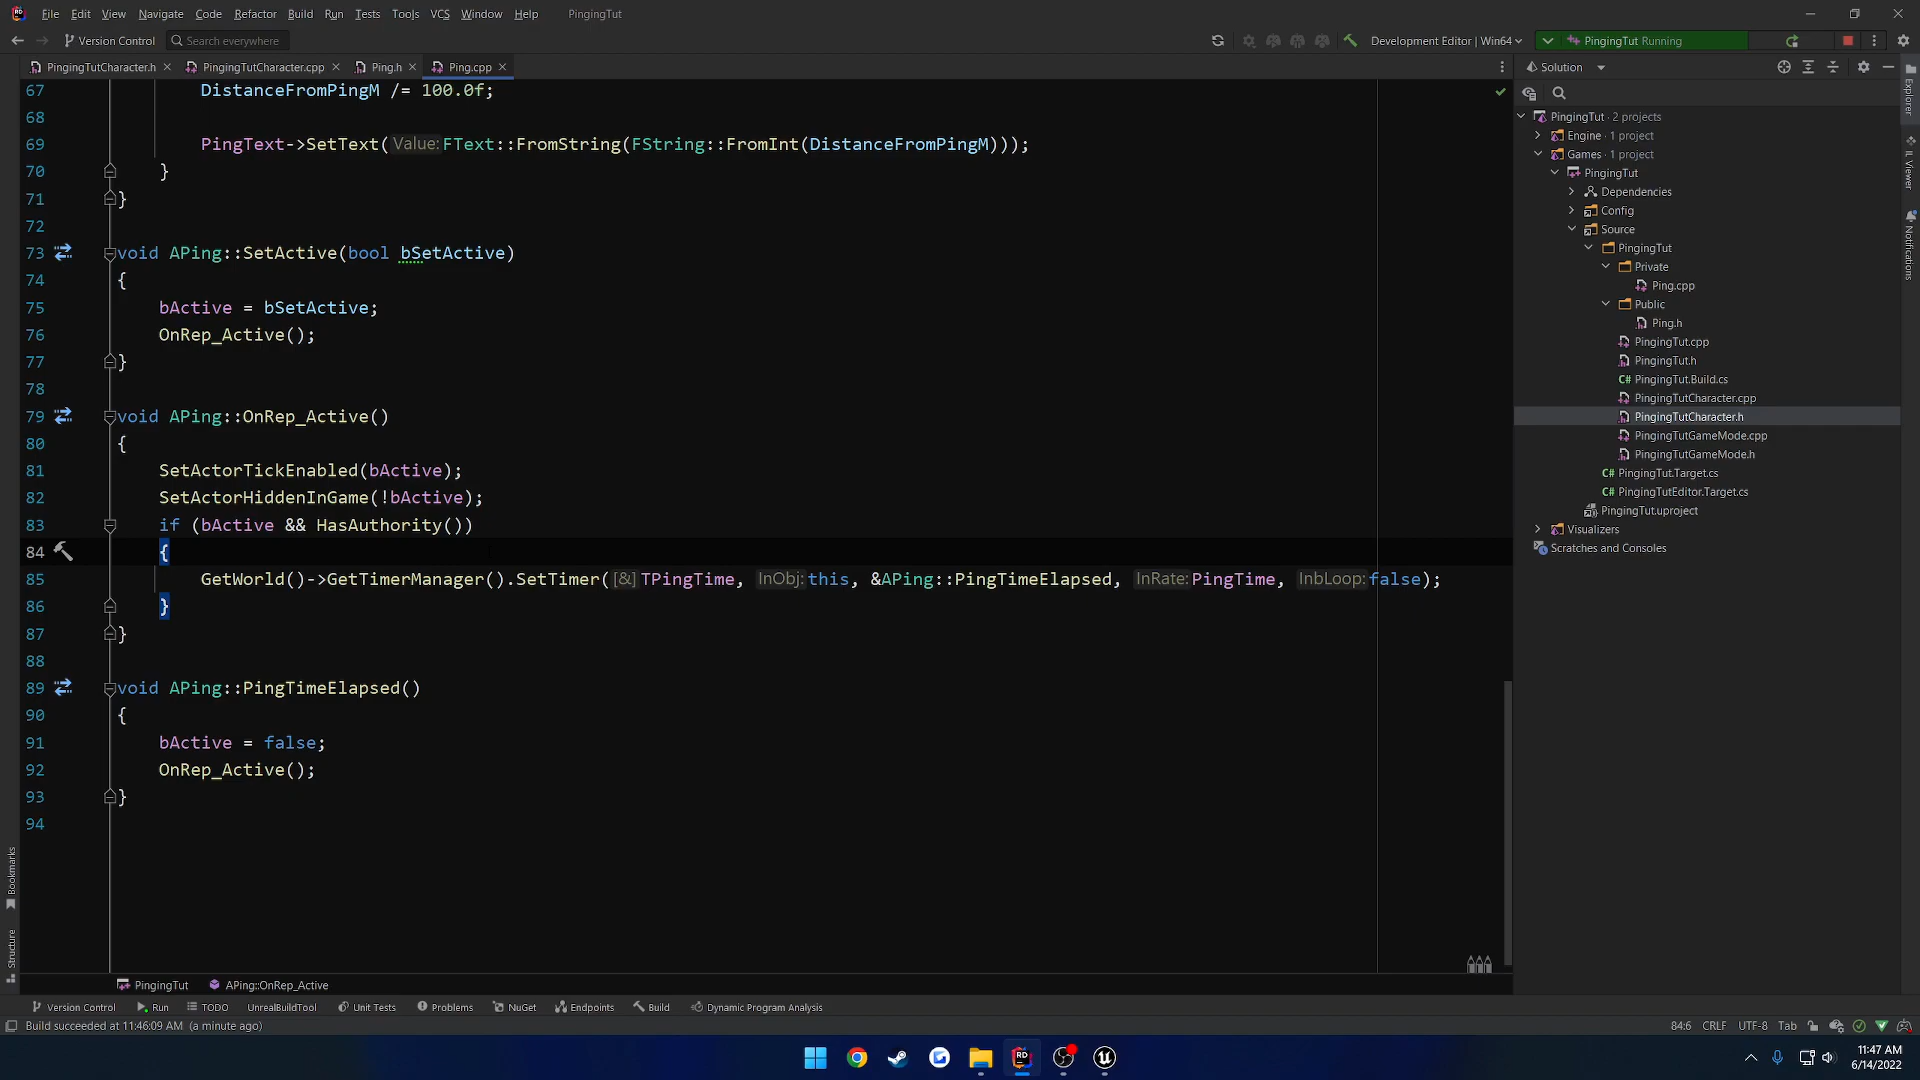 File Edit View Navigate Code Refactor Build Run Tests Tools VCS Window Help PingingTut
Version Control Search everywhere Development Editor | Win64 PingingTut Running
PingingTutCharacter.h PingingTutCharacter.cpp Ping.h Ping.cpp Solution
67 DistanceFromPingM /= 100.0f;
68
69 PingText->SetText(Value:FText::FromString(FString::FromInt(DistanceFromPingM)));
70 }
71 }
72
73 void APing::SetActive(bool bSetActive)
74 {
75 bActive = bSetActive;
76 OnRep_Active();
77 }
78
79 void APing::OnRep_Active()
80 {
81 SetActorTickEnabled(bActive);
82 SetActorHiddenInGame(!bActive);
83 if (bActive && HasAuthority())
84 {
85 GetWorld()->GetTimerManager().SetTimer([&]TPingTime, InObj:this, &APing::PingTimeElapsed, InRate:PingTime, InbLoop:false);
86 }
87 }
88
89 void APing::PingTimeElapsed()
90 {
91 bActive = false;
92 OnRep_Active();
93 }
94
PingingTut · 2 projects
Engine · 1 project
Games · 1 project
PingingTut
Dependencies
Config
Source
PingingTut
Private
Ping.cpp
Public
Ping.h
PingingTut.cpp
PingingTut.h
C# PingingTut.Build.cs
PingingTutCharacter.cpp
PingingTutCharacter.h
PingingTutGameMode.cpp
PingingTutGameMode.h
C# PingingTut.Target.cs
C# PingingTutEditor.Target.cs
PingingTut.uproject
Visualizers
Scratches and Consoles
Explorer
IL Viewer
Notifications
Bookmarks
Structure
PingingTut APing::OnRep_Active
Version Control Run TODO UnrealBuildTool Unit Tests Problems NuGet Endpoints Build Dynamic Program Analysis
Build succeeded at 11:46:09 AM (a minute ago) 84:6 CRLF UTF-8 Tab
11:47 AM
6/14/2022